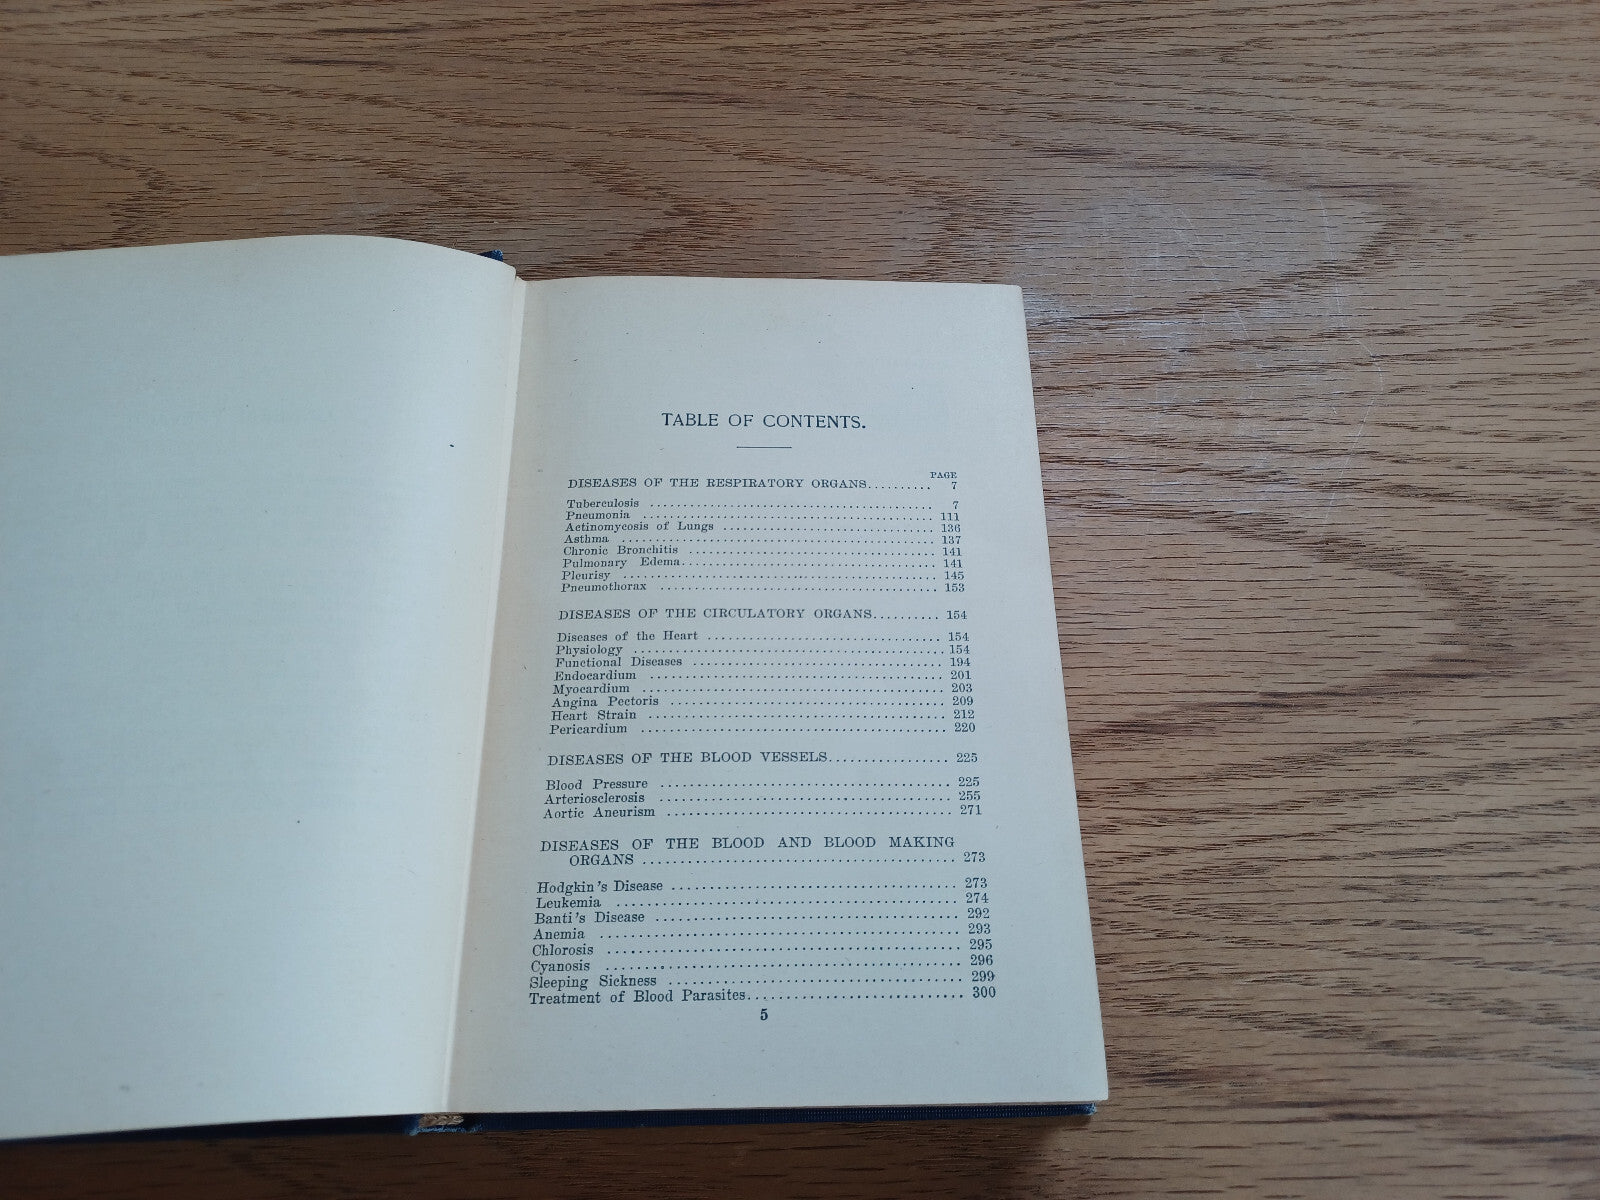 TABLE OF CONTENTS.
PAGE
DISEASES OF THE RESPIRATORY ORGANS.......... 7
Tuberculosis .......... 7
Pneumonia .......... 111
Actinomycosis of Lungs .......... 136
Asthma .......... 137
Chronic Bronchitis .......... 141
Pulmonary Edema.......... 141
Pleurisy .......... 145
Pneumothorax .......... 153
DISEASES OF THE CIRCULATORY ORGANS.......... 154
Diseases of the Heart .......... 154
Physiology .......... 154
Functional Diseases .......... 194
Endocardium .......... 201
Myocardium .......... 203
Angina Pectoris .......... 209
Heart Strain .......... 212
Pericardium .......... 220
DISEASES OF THE BLOOD VESSELS.......... 225
Blood Pressure .......... 225
Arteriosclerosis .......... 255
Aortic Aneurism .......... 271
DISEASES OF THE BLOOD AND BLOOD MAKING
ORGANS .......... 273
Hodgkin's Disease .......... 273
Leukemia .......... 274
Banti's Disease .......... 292
Anemia .......... 293
Chlorosis .......... 295
Cyanosis .......... 296
Sleeping Sickness .......... 299
Treatment of Blood Parasites.......... 300
5